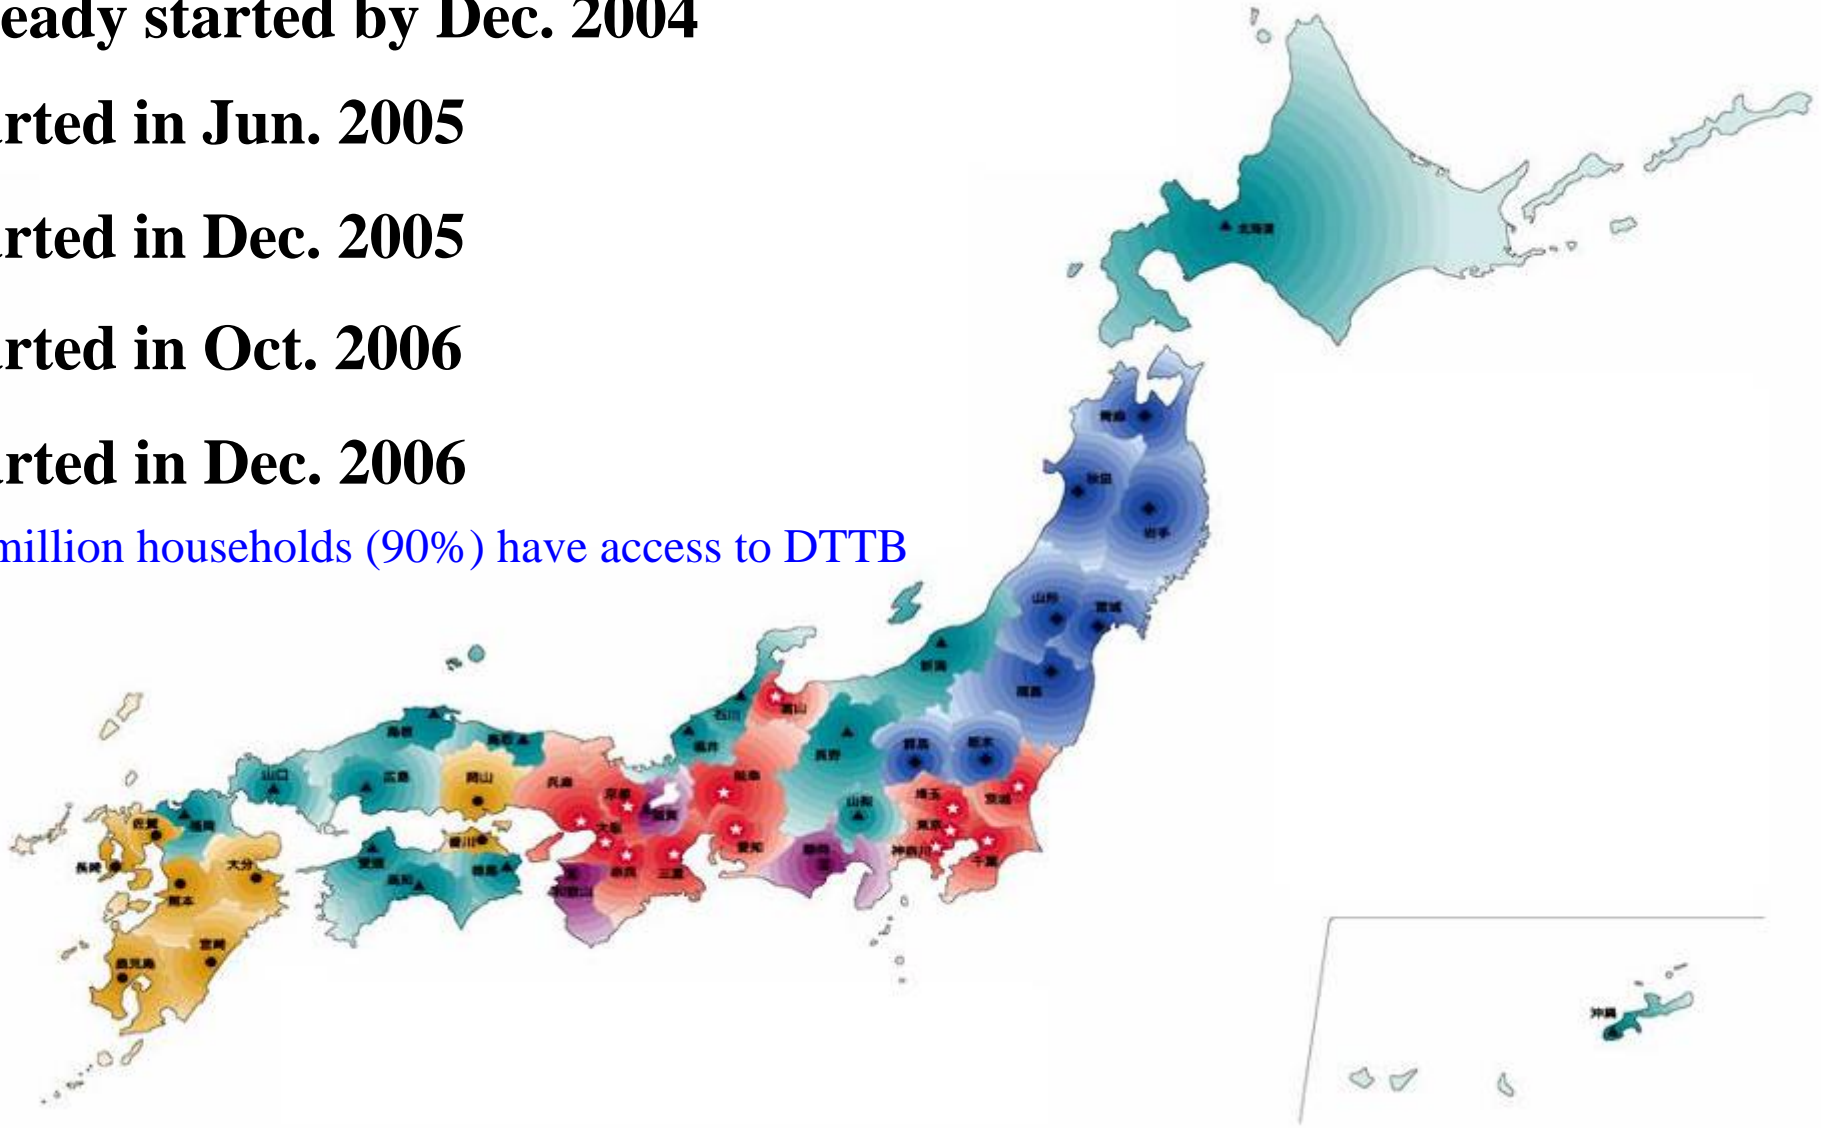 eady started by Dec. 2004
arted in Jun. 2005
arted in Dec. 2005
arted in Oct. 2006
arted in Dec. 2006
million households (90%) have access to DTTB
北海道
青森
秋田
岩手
山形
宮城
新潟
福島
石川
富山
群馬
栃木
島根
鳥取
福井
長野
山口
広島
岡山
兵庫
京都
滋賀
岐阜
山梨
埼玉
茨城
佐賀
福岡
大阪
愛知
静岡
東京
神奈川
千葉
長崎
大分
愛媛
香川
高知
徳島
和歌山
奈良
三重
熊本
宮崎
鹿児島
沖縄